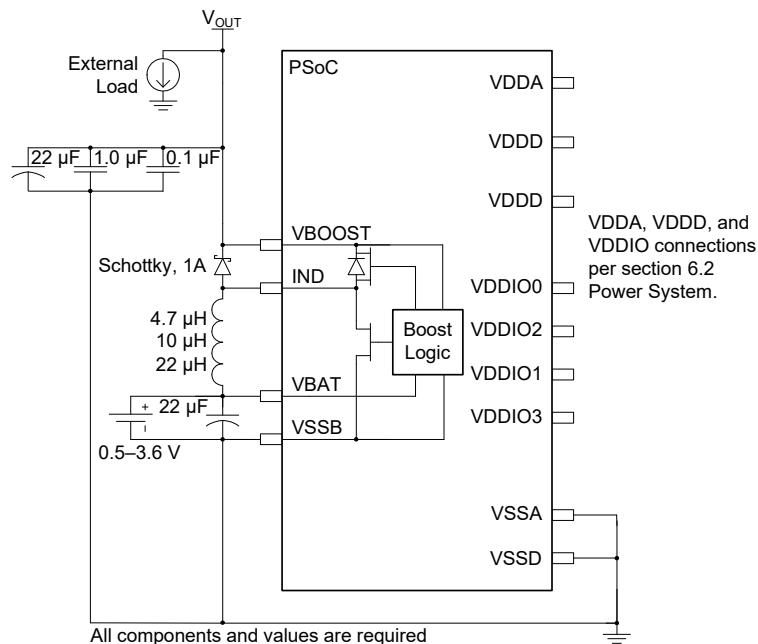 VOUT
External
Load
PSoC
VDDA
VDDD
VDDD
22 µF 1.0 µF 0.1 µF
VDDA, VDDD, and
VDDIO connections
per section 6.2
Power System.
VBOOST
Schottky, 1A
IND
VDDIO0
4.7 µH
10 µH
22 µH
Boost
Logic
VDDIO2
VDDIO1
VBAT
VDDIO3
+ 22 µF
-
VSSB
0.5–3.6 V
VSSA
VSSD
All components and values are required